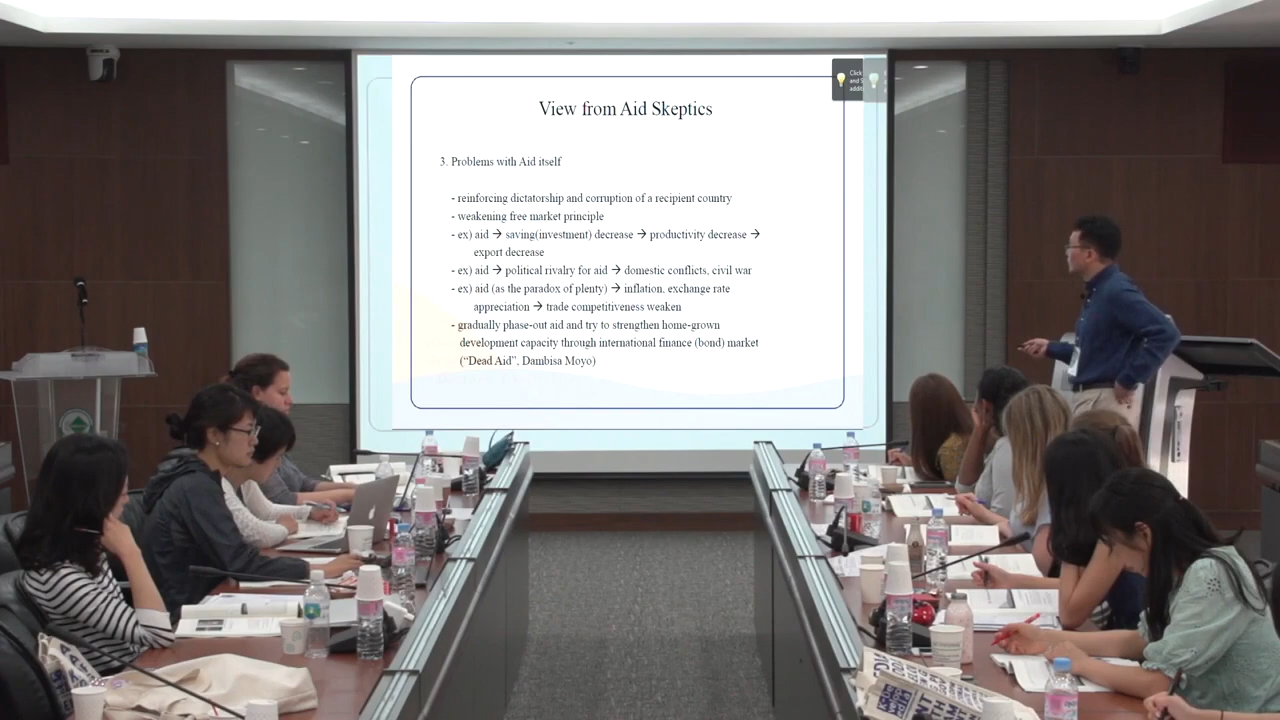 View from Aid Skeptics
3. Problems with Aid itself
- reinforcing dictatorship and corruption of a recipient country
- weakening free market principle
- ex) aid → saving(investment) decrease → productivity decrease →
export decrease
- ex) aid → political rivalry for aid → domestic conflicts, civil war
- ex) aid (as the paradox of plenty) → inflation, exchange rate
appreciation → trade competitiveness weaken
- gradually phase-out aid and try to strengthen home-grown
development capacity through international finance (bond) market
("Dead Aid", Dambisa Moyo)
Click
and S
additi